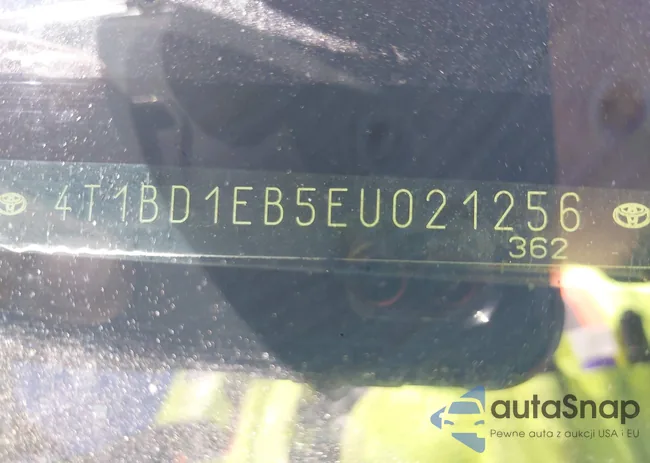 4T1BD1EB5EU021256
362
autaSnap
Pewne auta z aukcji USA i EU